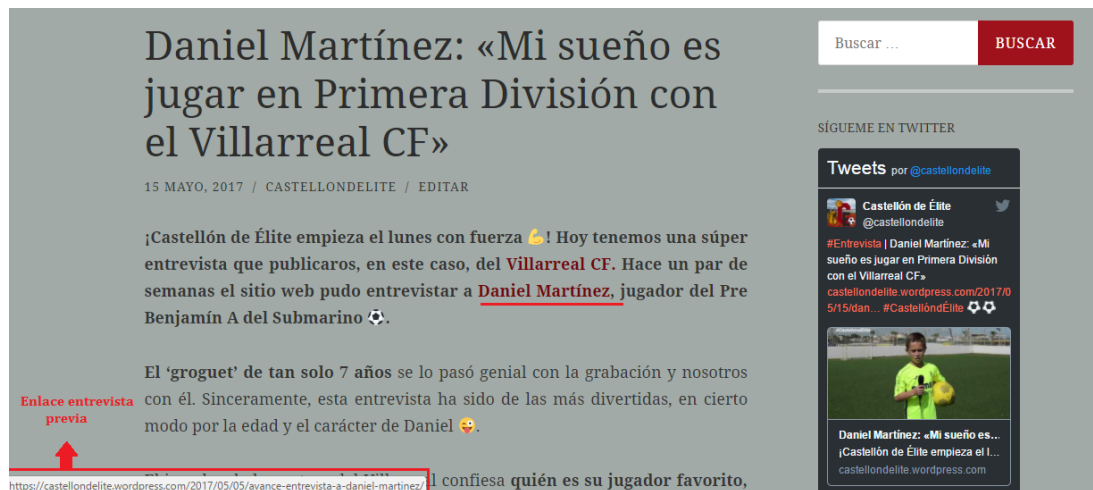 Daniel Martínez: «Mi sueño es
jugar en Primera División con
el Villarreal CF»
15 MAYO, 2017 / CASTELLONDELITE / EDITAR
¡Castellón de Élite empieza el lunes con fuerza 💪! Hoy tenemos una súper
entrevista que publicaros, en este caso, del Villarreal CF. Hace un par de
semanas el sitio web pudo entrevistar a Daniel Martínez, jugador del Pre
Benjamín A del Submarino ⚽.
El ‘groguet’ de tan solo 7 años se lo pasó genial con la grabación y nosotros
con él. Sinceramente, esta entrevista ha sido de las más divertidas, en cierto
modo por la edad y el carácter de Daniel 😜.
confiesa quién es su jugador favorito,
Enlace entrevista
previa
https://castellondelite.wordpress.com/2017/05/05/avance-entrevista-a-daniel-martinez/
Buscar …
BUSCAR
SÍGUEME EN TWITTER
Tweets por @castellondelite
Castellón de Élite
@castellondelite
#Entrevista | Daniel Martínez: «Mi
sueño es jugar en Primera División
con el Villarreal CF»
castellondelite.wordpress.com/2017/0
5/15/dan… #CastellóndÉlite ⚽⚽
Daniel Martínez: «Mi sueño es…
¡Castellón de Élite empieza el l…
castellondelite.wordpress.com